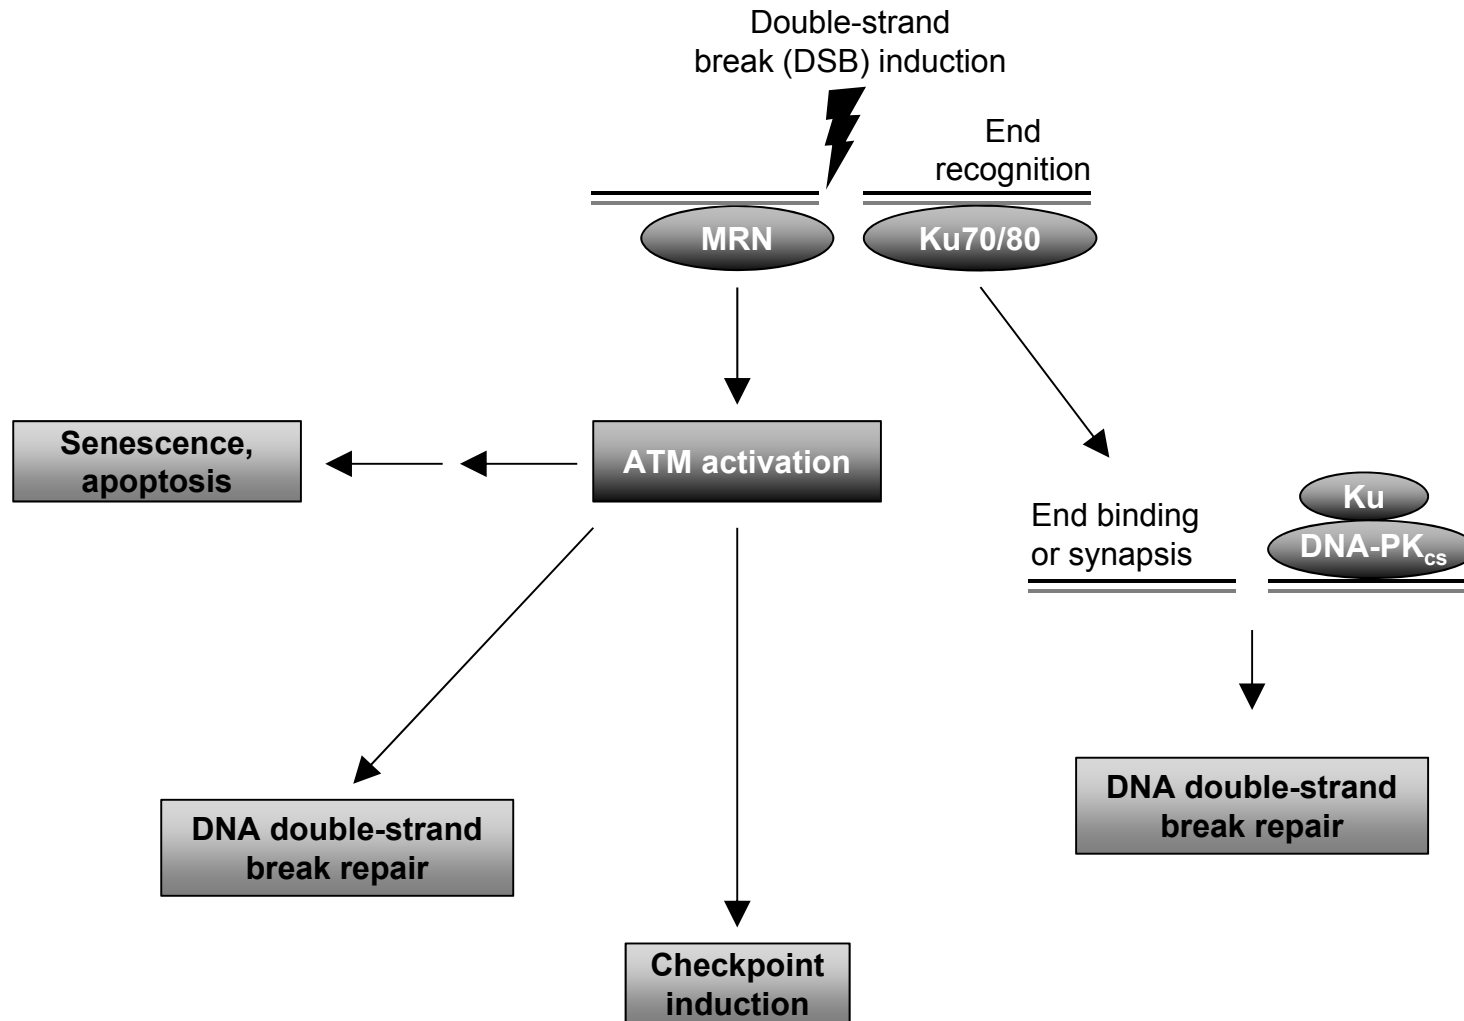 Double-strand
break (DSB) induction
End
recognition
MRN
Ku70/80
Senescence,
apoptosis
ATM activation
End binding
or synapsis
Ku
DNA-PKcs
DNA double-strand
break repair
DNA double-strand
break repair
Checkpoint
induction